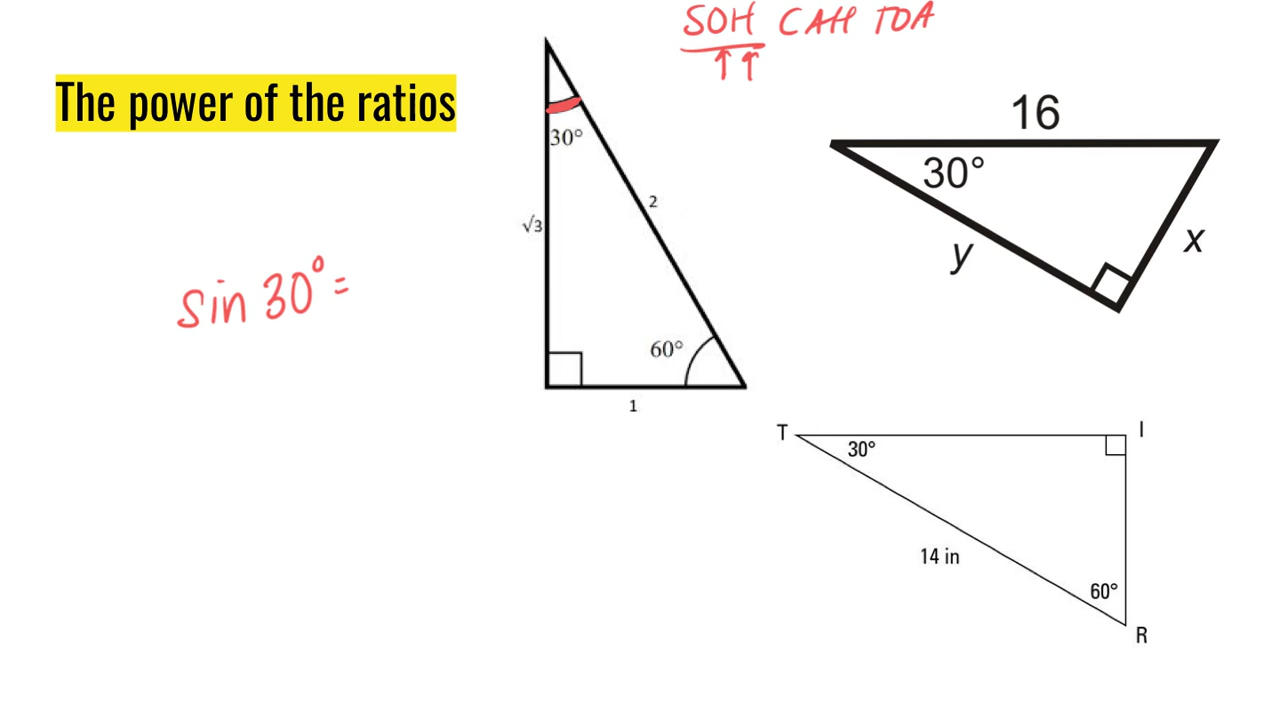 SOH CAH TOA
The power of the ratios
30°
2
√3
60°
1
sin 30° =
16
30°
y
x
T
I
30°
14 in
60°
R